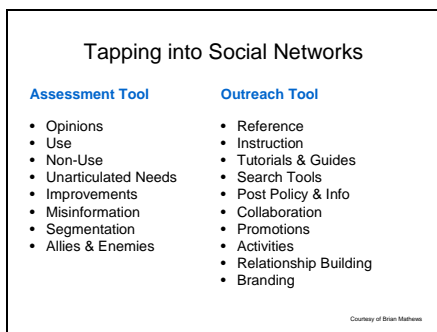 Tapping into Social Networks
Assessment Tool
• Opinions
• Use
• Non-Use
• Unarticulated Needs
• Improvements
• Misinformation
• Segmentation
• Allies & Enemies
Outreach Tool
• Reference
• Instruction
• Tutorials & Guides
• Search Tools
• Post Policy & Info
• Collaboration
• Promotions
• Activities
• Relationship Building
• Branding
Courtesy of Brian Mathews